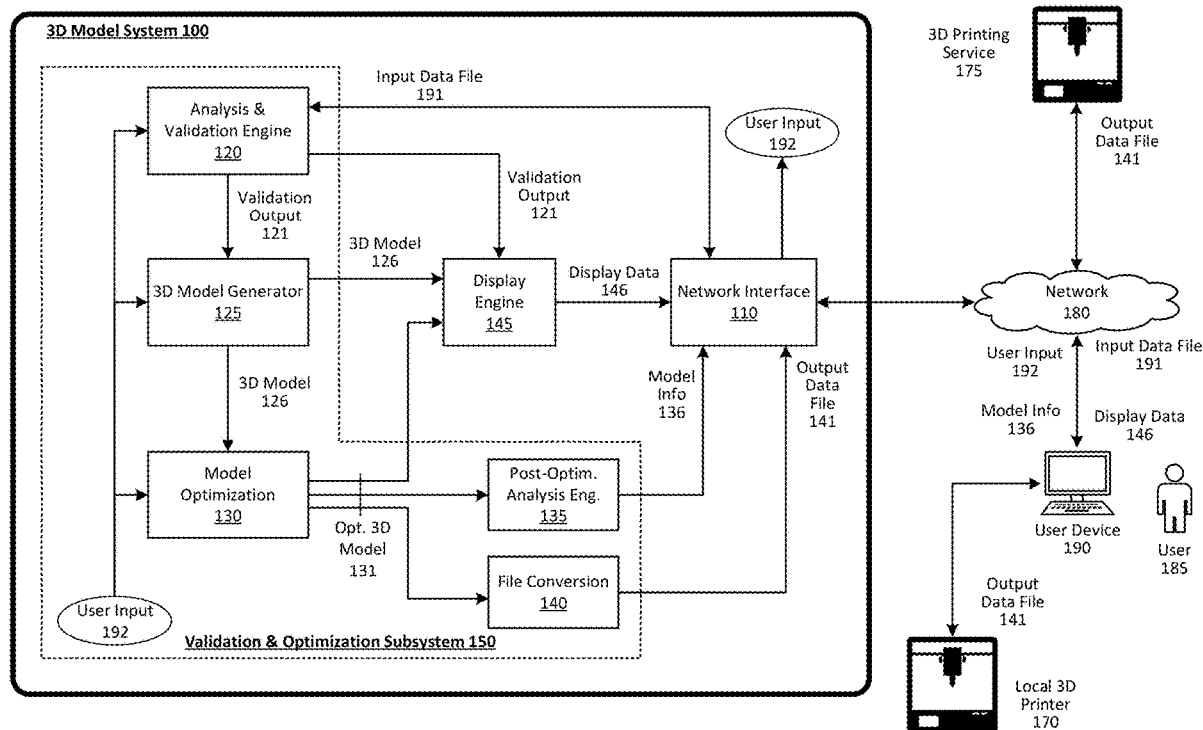 3D Model System 100
Input Data File
191
Analysis &
Validation Engine
120
User Input
192
Validation
Output
121
Validation
Output
121
3D Model
126
3D Model Generator
125
Display
Engine
145
Display Data
146
Network Interface
110
3D Model
126
Model
Info
136
Output
Data
File
141
Model
Optimization
130
Opt. 3D
Model
131
Post-Optim.
Analysis Eng.
135
File Conversion
140
User Input
192
Validation & Optimization Subsystem 150
3D Printing
Service
175
Output
Data File
141
Network
180
User Input
192
Input Data File
191
Model Info
136
Display Data
146
User Device
190
User
185
Output
Data File
141
Local 3D
Printer
170